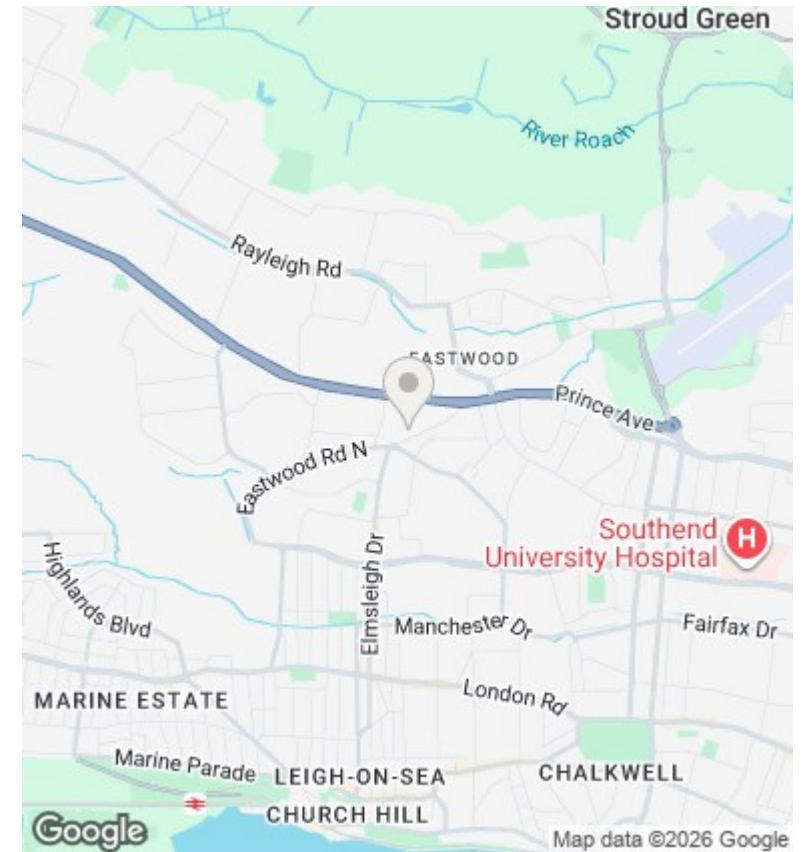 Stroud Green
River Roach
Rayleigh Rd
EASTWOOD
Prince Ave
Eastwood Rd N
Southend
University Hospital
H
Highlands Blvd
Elmsleigh Dr
Manchester Dr
Fairfax Dr
London Rd
MARINE ESTATE
Marine Parade
LEIGH-ON-SEA
CHALKWELL
CHURCH HILL
Google
Map data ©2026 Google